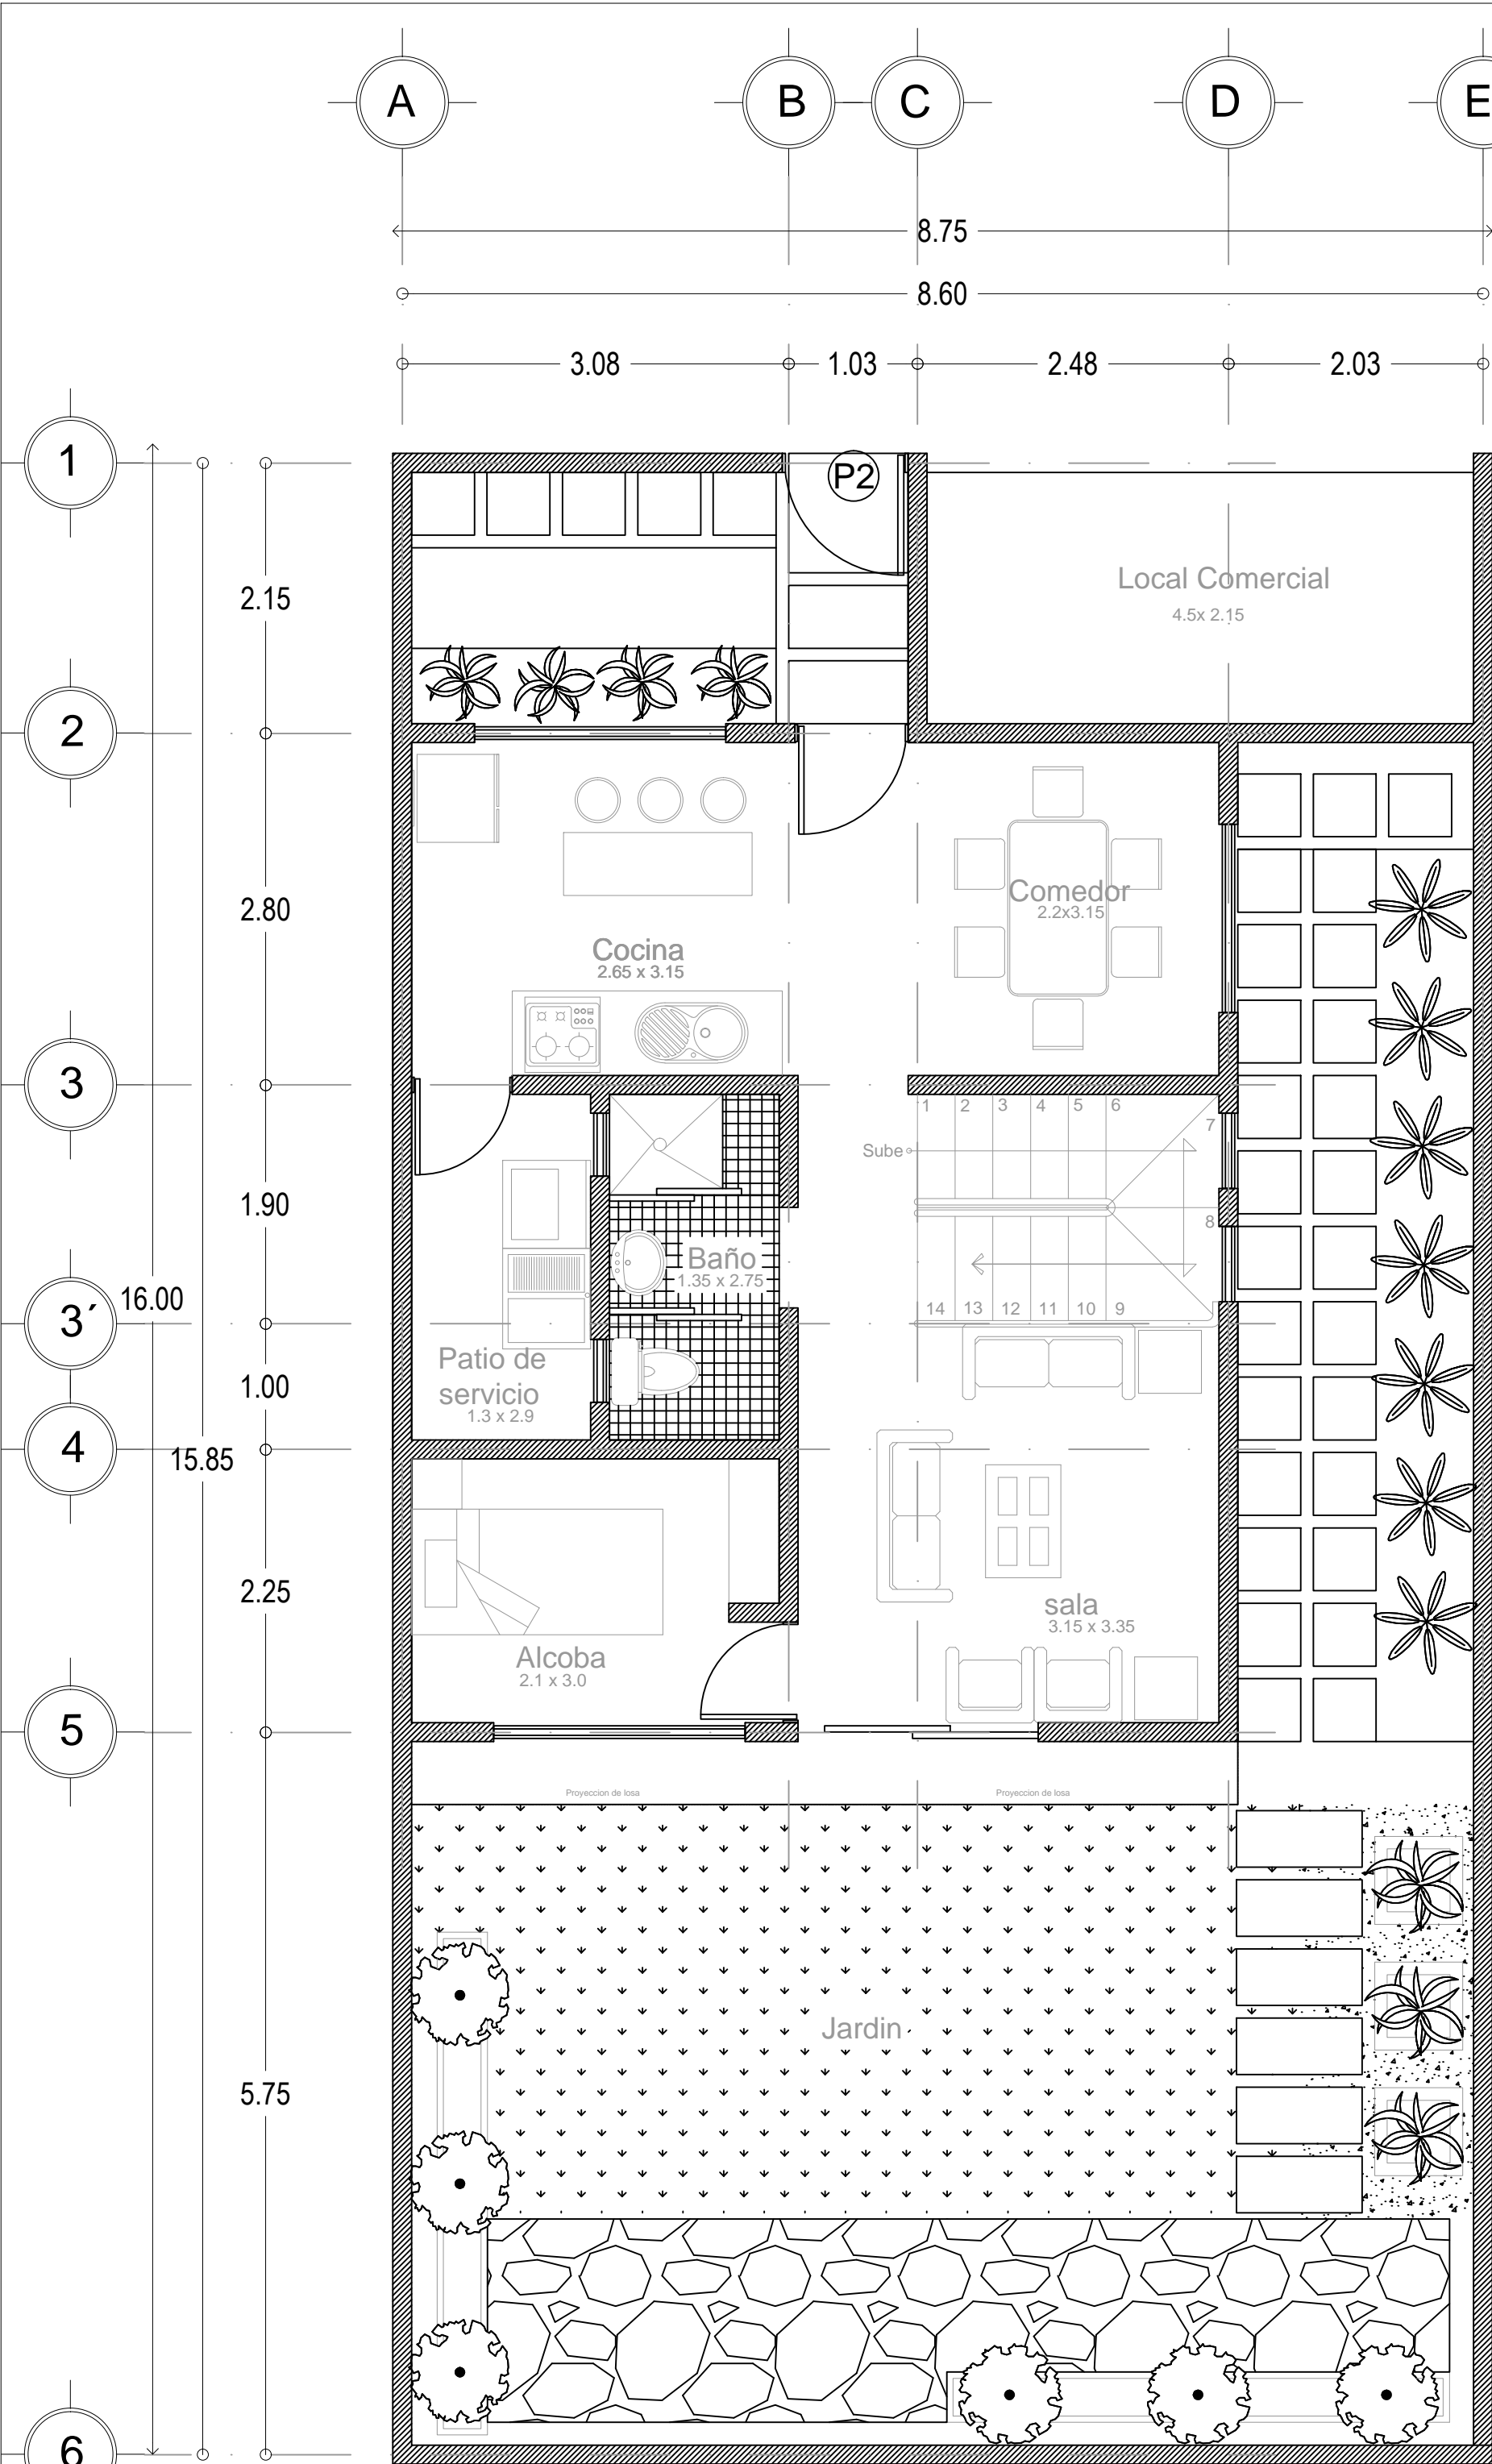 A B C D E
8.75
8.60
3.08 1.03 2.48 2.03
1
P2
2.15
Local Comercial
4.5x 2.15
2
2.80
Comedor
2.2x3.15
Cocina
2.65 x 3.15
3
1 2 3 4 5 6
7
Sube
1.90
8
Baño
1.35 x 2.75
16.00
3´
14 13 12 11 10 9
Patio de
servicio
1.3 x 2.9
1.00
4
15.85
2.25
sala
3.15 x 3.35
Alcoba
2.1 x 3.0
5
Proyeccion de losa Proyeccion de losa
Jardin
5.75
6